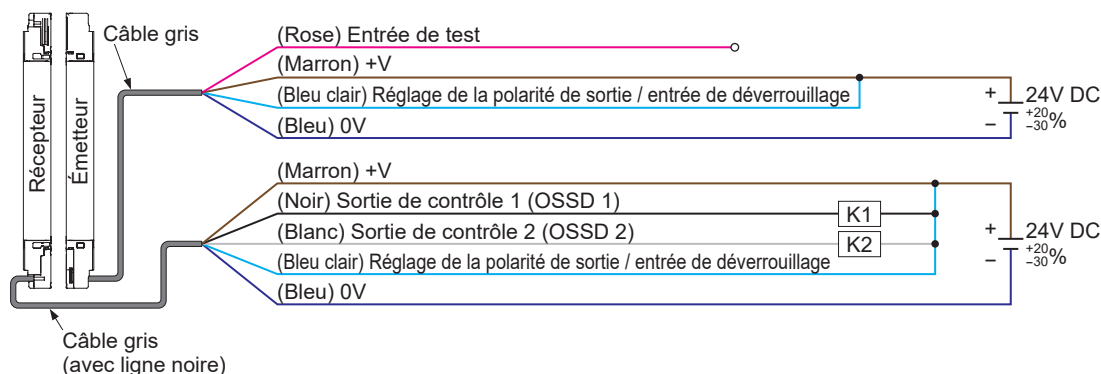 Câble gris
(Rose) Entrée de test
(Marron) +V
(Bleu clair) Réglage de la polarité de sortie / entrée de déverrouillage
(Bleu) 0V
+
24V DC
+20
–30%
–
Récepteur
Émetteur
(Marron) +V
(Noir) Sortie de contrôle 1 (OSSD 1)
K1
(Blanc) Sortie de contrôle 2 (OSSD 2)
K2
(Bleu clair) Réglage de la polarité de sortie / entrée de déverrouillage
(Bleu) 0V
+
24V DC
+20
–30%
–
Câble gris
(avec ligne noire)